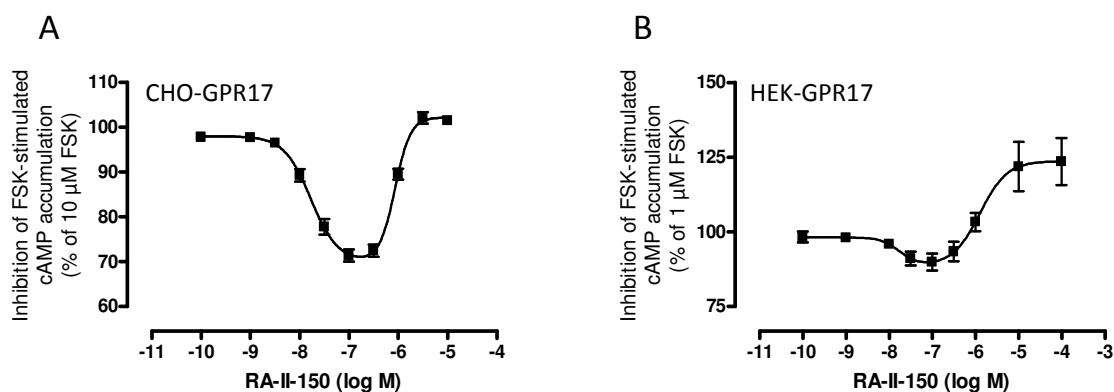 A
CHO-GPR17
Inhibition of FSK-stimulated
cAMP accumulation
(% of 10 µM FSK)
110
100
90
80
70
60
-11 -10 -9 -8 -7 -6 -5 -4
RA-II-150 (log M)
B
HEK-GPR17
Inhibition of FSK-stimulated
cAMP accumulation
(% of 1 µM FSK)
150
125
100
75
-11 -10 -9 -8 -7 -6 -5 -4 -3
RA-II-150 (log M)